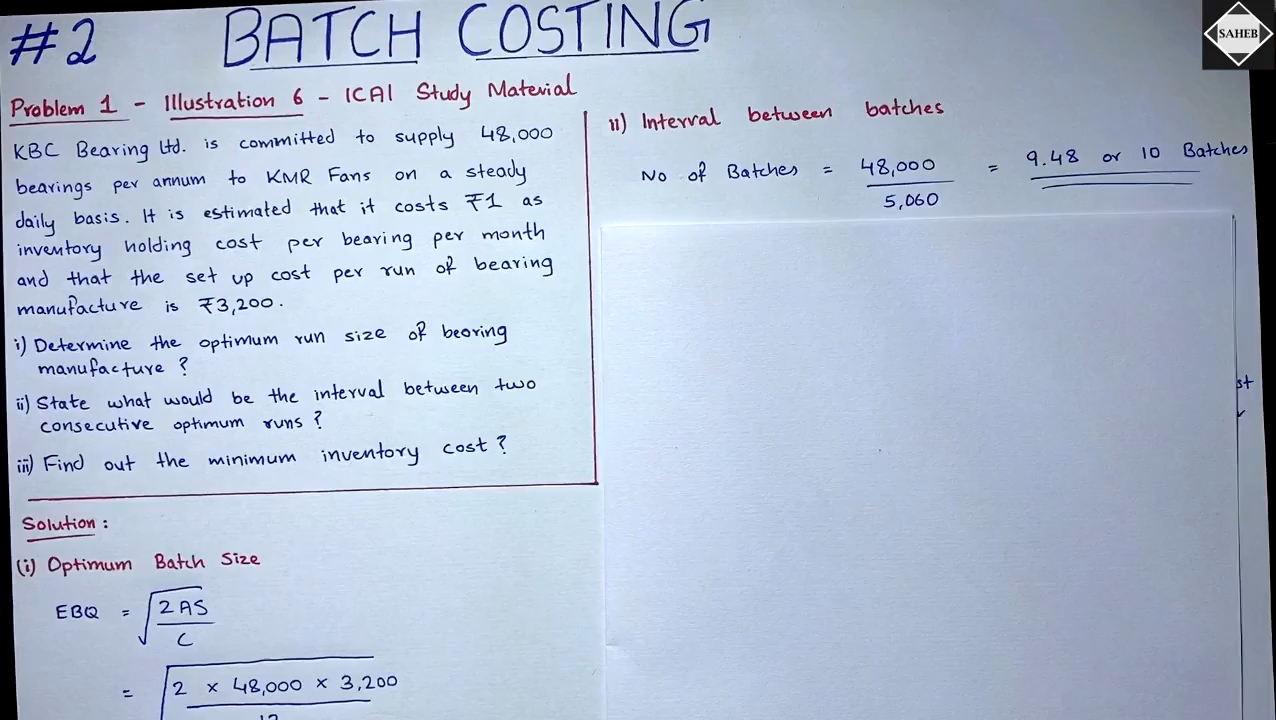 #2 BATCH COSTING
SAHEB
Problem 1 - Illustration 6 - ICAI Study Material
KBC Bearing Ltd. is committed to supply 48,000
bearings per annum to KMR Fans on a steady
daily basis. It is estimated that it costs ₹1 as
inventory holding cost per bearing per month
and that the set up cost per run of bearing
manufacture is ₹3,200.
i) Determine the optimum run size of bearing
manufacture ?
ii) State what would be the interval between two
consecutive optimum runs ?
iii) Find out the minimum inventory cost ?
Solution :
(i) Optimum Batch Size
EBQ = √ 2AS
C
= √ 2 x 48,000 x 3,200
12
ii) Interval between batches
No of Batches = 48,000 = 9.48 or 10 Batches
5,060
st